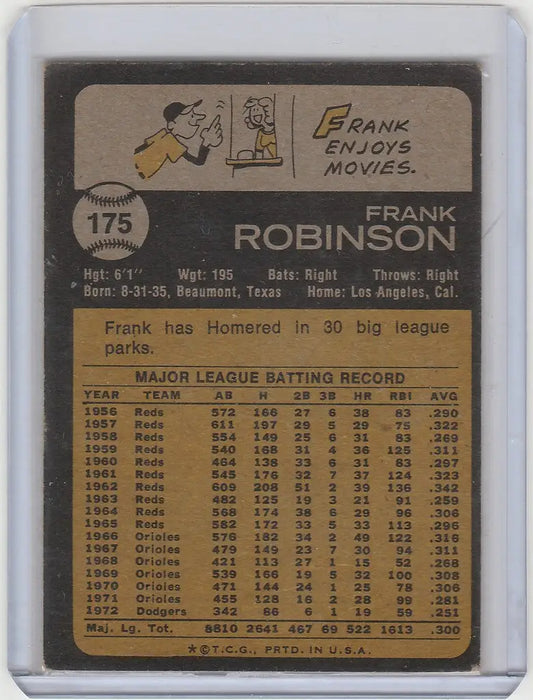 FRANK
ENJOYS
MOVIES.
175
FRANK
ROBINSON
Hgt: 6'1" Wgt: 195 Bats: Right Throws: Right
Born: 8-31-35, Beaumont, Texas Home: Los Angeles, Cal.
Frank has Homered in 30 big league
parks.
MAJOR LEAGUE BATTING RECORD
YEAR TEAM AB H 2B 3B HR RBI AVG
1956 Reds 572 166 27 6 38 83 .290
1957 Reds 611 197 29 5 29 75 .322
1958 Reds 554 149 25 6 31 83 .269
1959 Reds 540 168 31 4 36 125 .311
1960 Reds 464 138 33 6 31 83 .297
1961 Reds 545 176 32 7 37 124 .323
1962 Reds 609 208 51 2 39 136 .342
1963 Reds 482 125 19 3 21 91 .259
1964 Reds 568 174 38 6 29 96 .306
1965 Reds 582 172 33 5 33 113 .296
1966 Orioles 576 182 34 2 49 122 .316
1967 Orioles 479 149 23 7 30 94 .311
1968 Orioles 421 113 27 1 15 52 .268
1969 Orioles 539 166 19 5 32 100 .308
1970 Orioles 471 144 24 1 25 78 .306
1971 Orioles 455 128 16 2 28 99 .281
1972 Dodgers 342 86 6 1 19 59 .251
Maj. Lg. Tot. 8810 2641 467 69 522 1613 .300
*© T.C.G., PRTD. IN U.S.A.